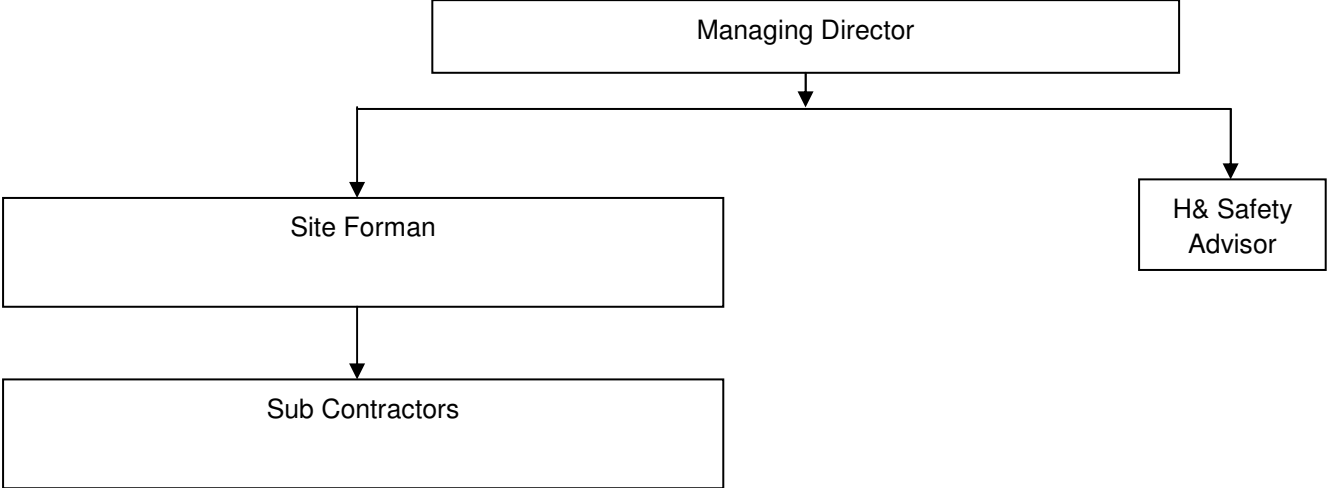 Managing Director
Site Forman
H& Safety
Advisor
Sub Contractors